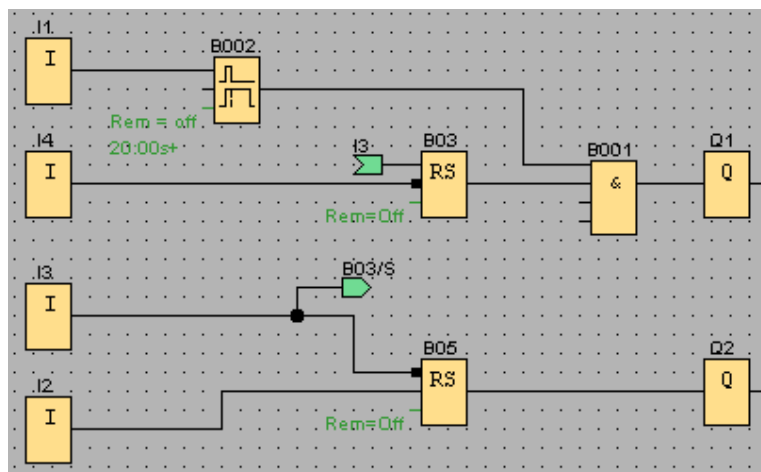 I1
I
B002
Rem = off
20:00s+
I4
I
I3
B03
RS
Rem=Off
B001
&
Q1
Q
I3
I
B03/S
B05
RS
Rem=Off
Q2
Q
I2
I